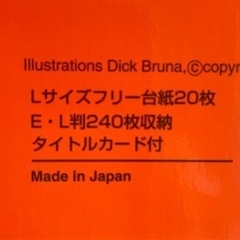 Illustrations Dick Bruna,©copyr
Lサイズフリー台紙20枚
E・L判240枚収納
タイトルカード付
Made in Japan